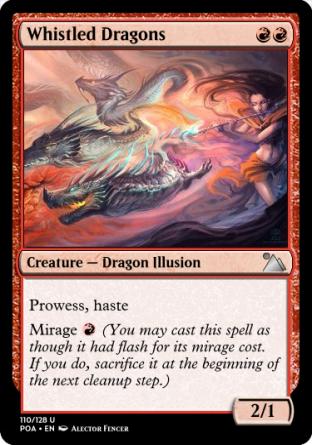 Whistled Dragons
Creature — Dragon Illusion
Prowess, haste
Mirage (You may cast this spell as
though it had flash for its mirage cost.
If you do, sacrifice it at the beginning of
the next cleanup step.)
2/1
110/128 U
POA • EN Alector Fencer